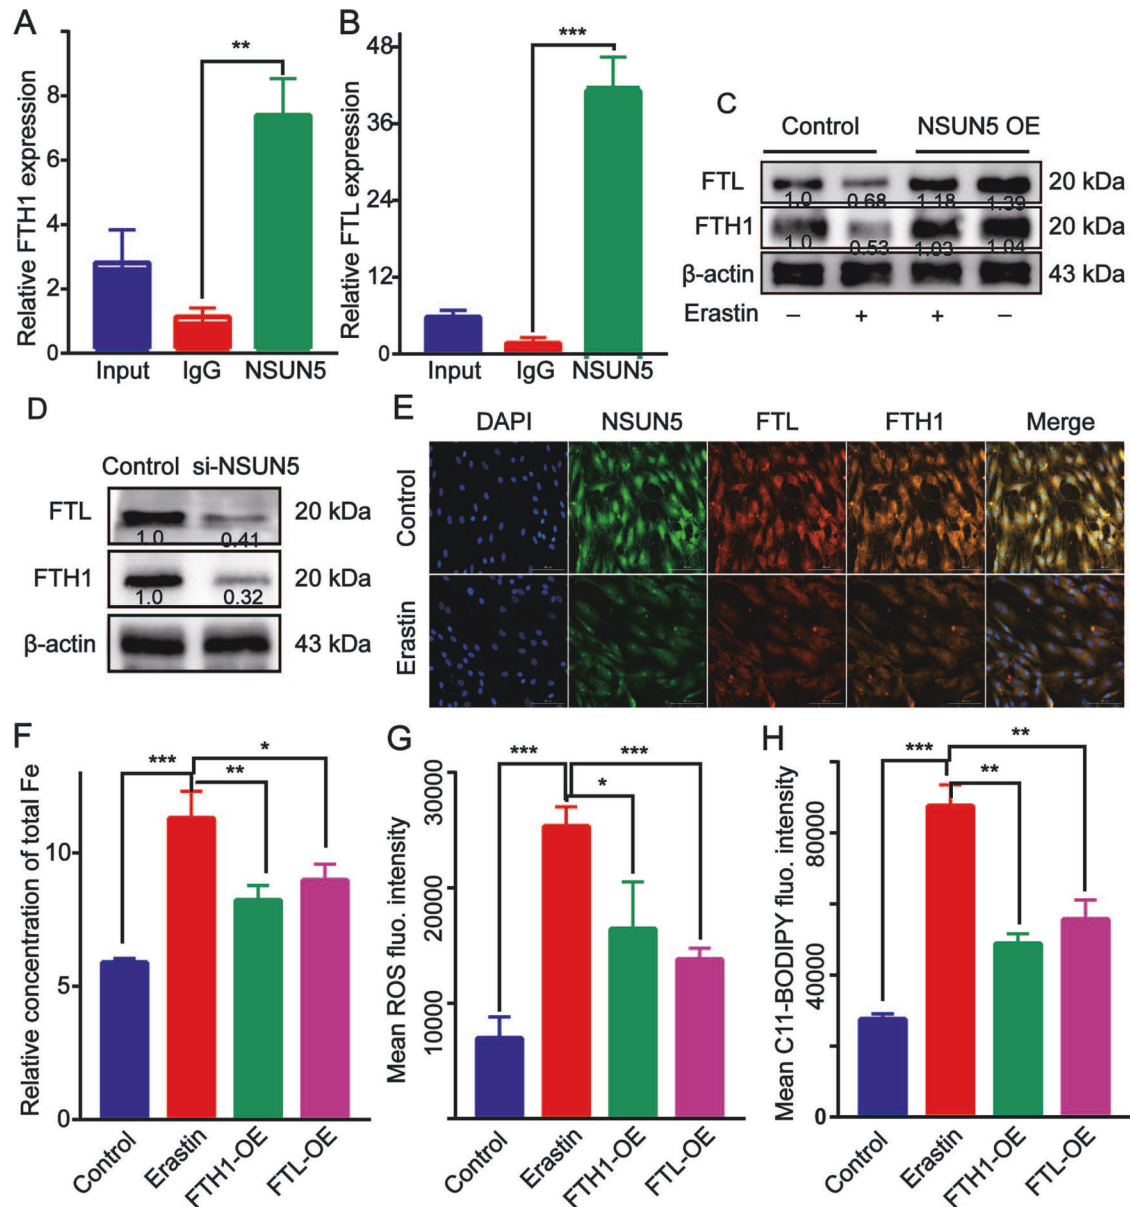 A
Relative FTH1 expression
8
6
4
2
0
**
Input IgG NSUN5
B
Relative FTL expression
48
36
24
12
0
***
Input IgG NSUN5
C
Control NSUN5 OE
FTL 1.0 0.68 1.18 1.39 20 kDa
FTH1 1.0 0.53 1.03 1.04 20 kDa
β-actin 43 kDa
Erastin − + + −
D
Control si-NSUN5
FTL 1.0 0.41 20 kDa
FTH1 1.0 0.32 20 kDa
β-actin 43 kDa
E
DAPI NSUN5 FTL FTH1 Merge
Control
Erastin
F
Relative concentration of total Fe
10
5
0
*** ** *
Control Erastin FTH1-OE FTL-OE
G
Mean ROS fluo. intensity
30000
20000
10000
*** * ***
Control Erastin FTH1-OE FTL-OE
H
Mean C11-BODIPY fluo. intensity
80000
40000
0
*** ** **
Control Erastin FTH1-OE FTL-OE